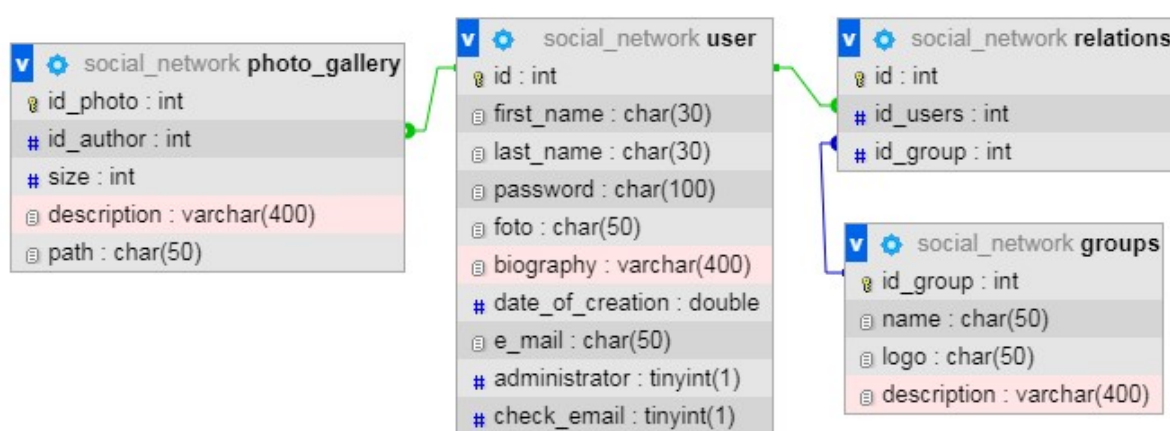 v social_network photo_gallery
id_photo : int
# id_author : int
# size : int
description : varchar(400)
path : char(50)
v social_network user
id : int
first_name : char(30)
last_name : char(30)
password : char(100)
foto : char(50)
biography : varchar(400)
# date_of_creation : double
e_mail : char(50)
# administrator : tinyint(1)
# check_email : tinyint(1)
v social_network relations
id : int
# id_users : int
# id_group : int
v social_network groups
id_group : int
name : char(50)
logo : char(50)
description : varchar(400)